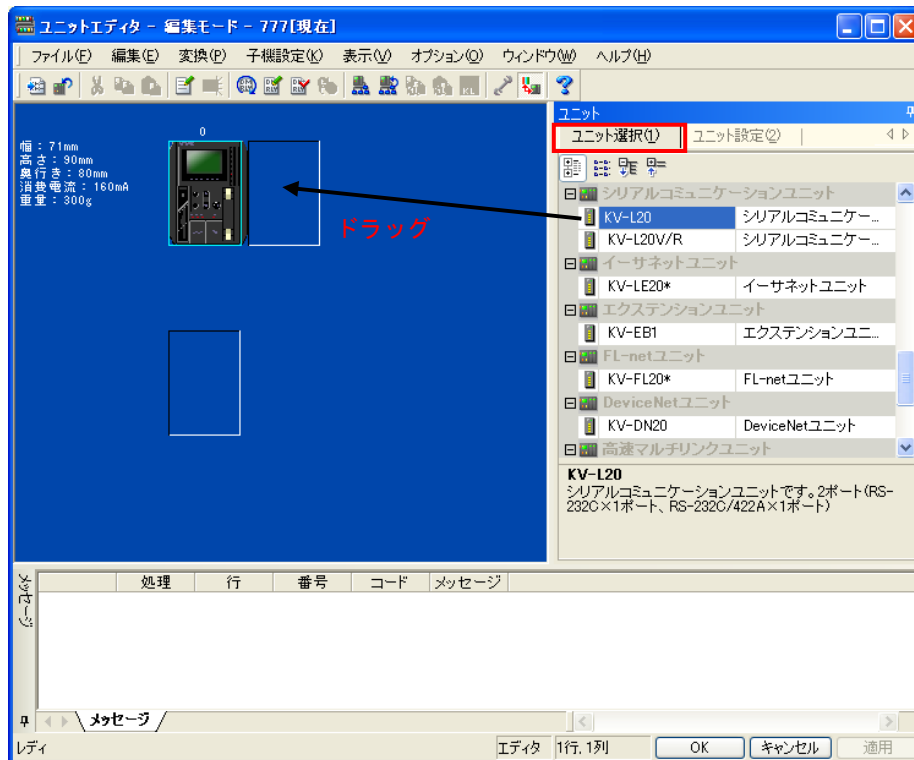 ユニットエディタ - 編集モード - 777[現在]
ファイル(F) 編集(E) 変換(P) 子機設定(K) 表示(V) オプション(O) ウィンドウ(W) ヘルプ(H)
ユニット
ユニット選択(1) ユニット設定(2)
0
幅:71mm
高さ:90mm
奥行き:80mm
消費電流:160mA
重量:300g
ドラッグ
シリアルコミュニケーションユニット
KV-L20 シリアルコミュニケー...
KV-L20V/R シリアルコミュニケー...
イーサネットユニット
KV-LE20* イーサネットユニット
エクステンションユニット
KV-EB1 エクステンションユニ...
FL-netユニット
KV-FL20* FL-netユニット
DeviceNetユニット
KV-DN20 DeviceNetユニット
高速マルチリンクユニット
KV-L20
シリアルコミュニケーションユニットです。2ポート(RS-
232C×1ポート、RS-232C/422A×1ポート)
メッセージ
処理 行 番号 コード メッセージ
メッセージ
レディ エディタ 1行, 1列 OK キャンセル 適用